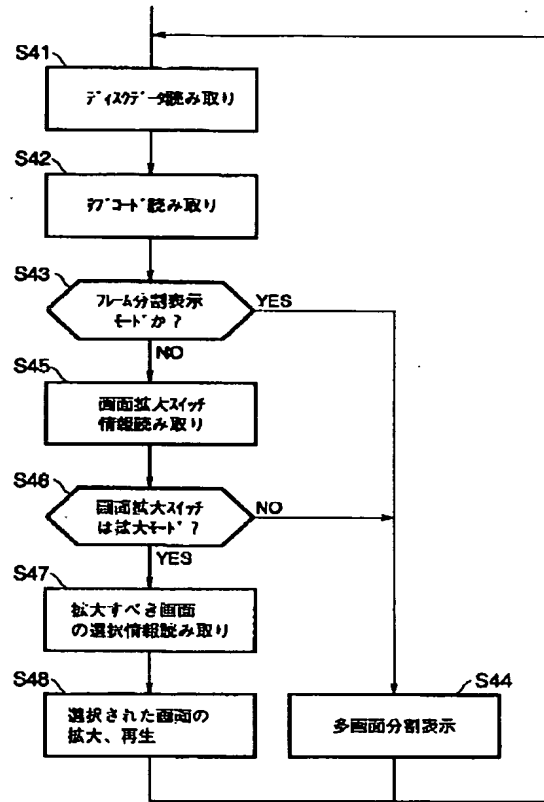 S41
ディスクデータ読み取り
S42
サブコード読み取り
S43
フレーム分割表示
モードか?
YES
NO
S45
画面拡大スイッチ
情報読み取り
S46
画面拡大スイッチ
は拡大モード?
NO
YES
S47
拡大すべき画面
の選択情報読み取り
S48
選択された画面の
拡大、再生
S44
多画面分割表示